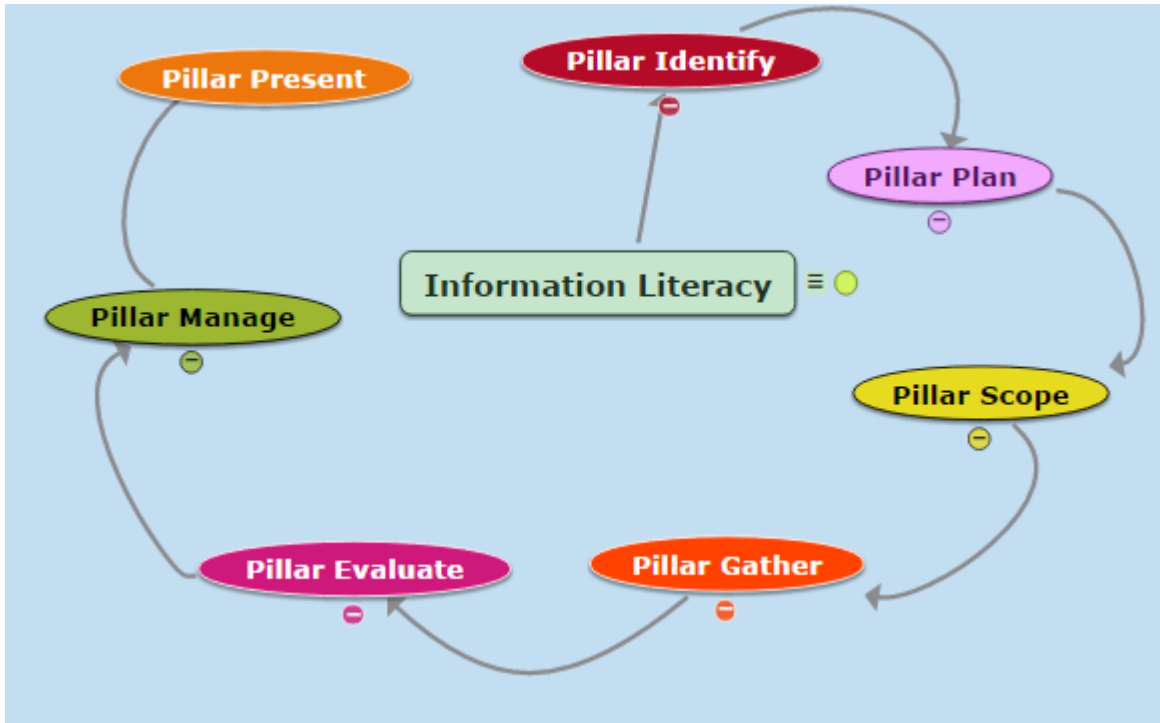 Pillar Present
Pillar Identify
Pillar Plan
Information Literacy
Pillar Manage
Pillar Scope
Pillar Evaluate
Pillar Gather